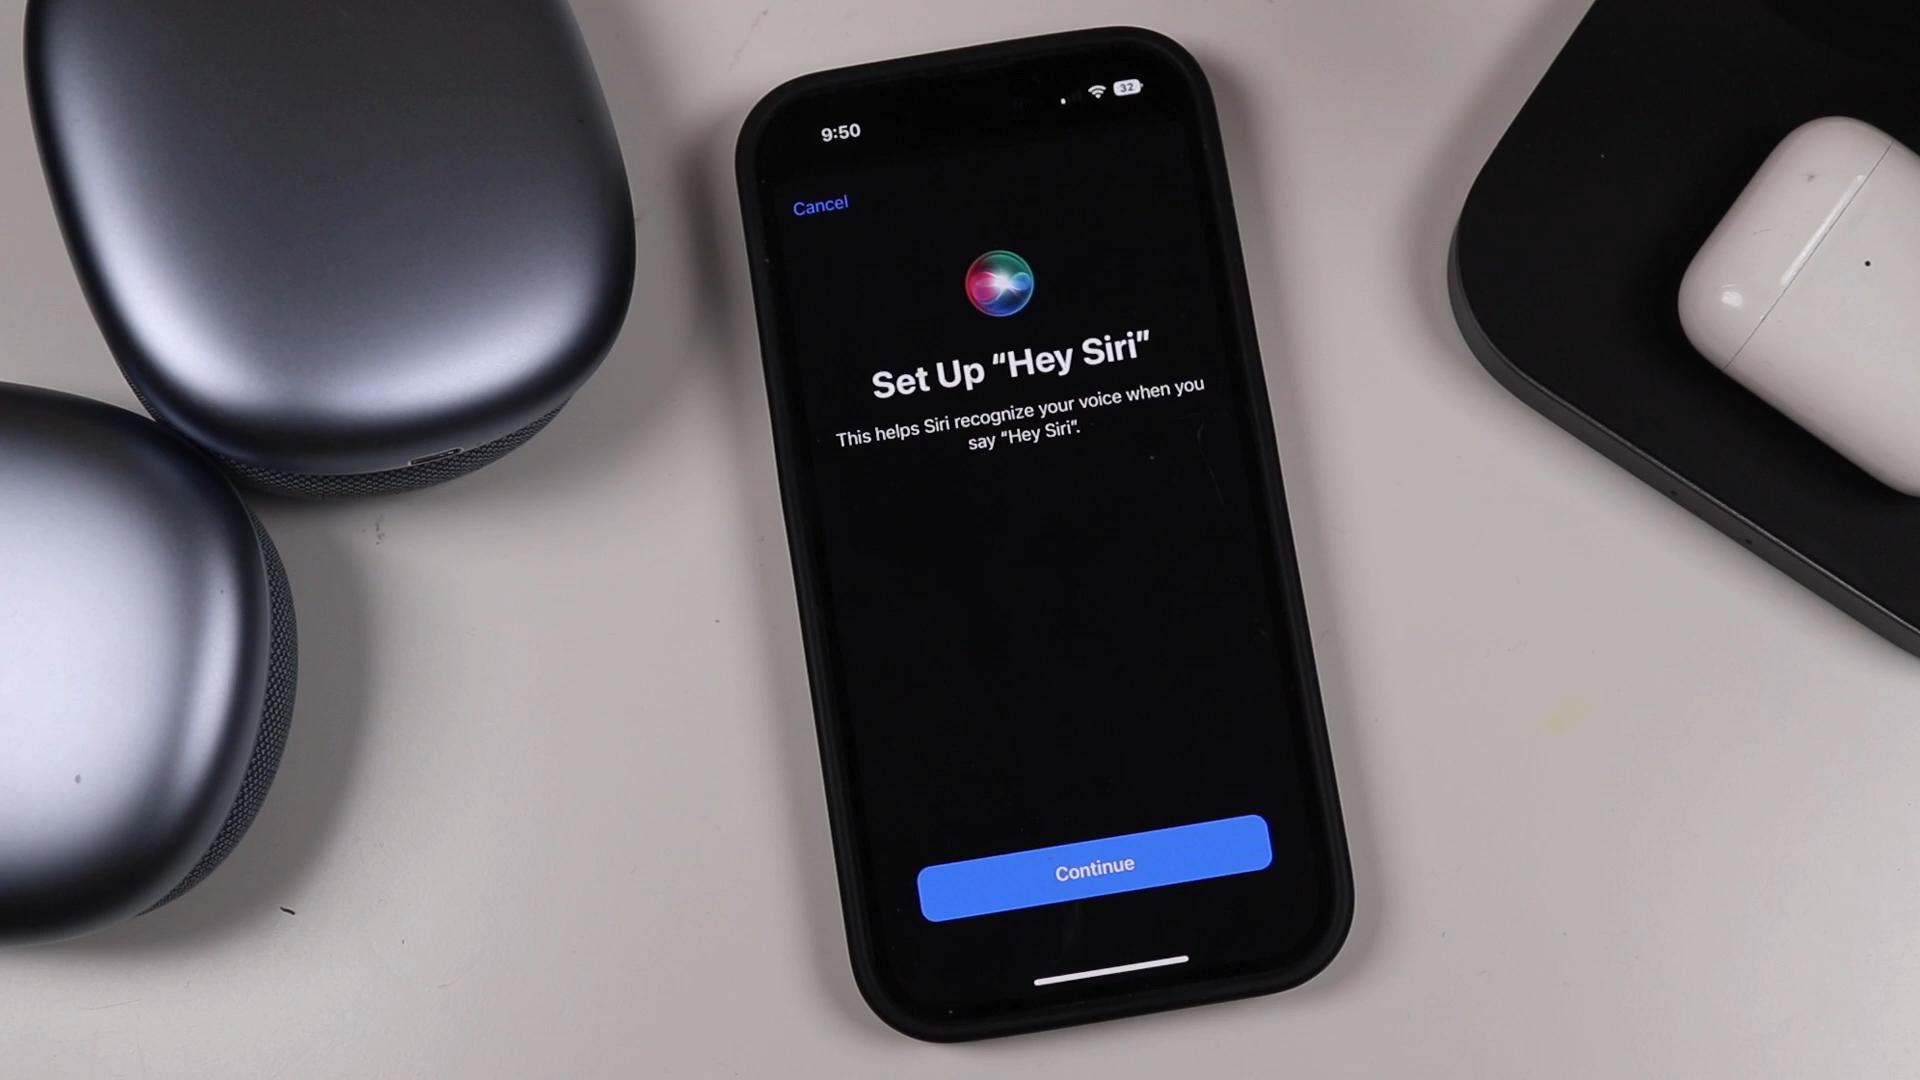 9:50
32
Cancel
Set Up “Hey Siri”
This helps Siri recognize your voice when you
say “Hey Siri”.
Continue